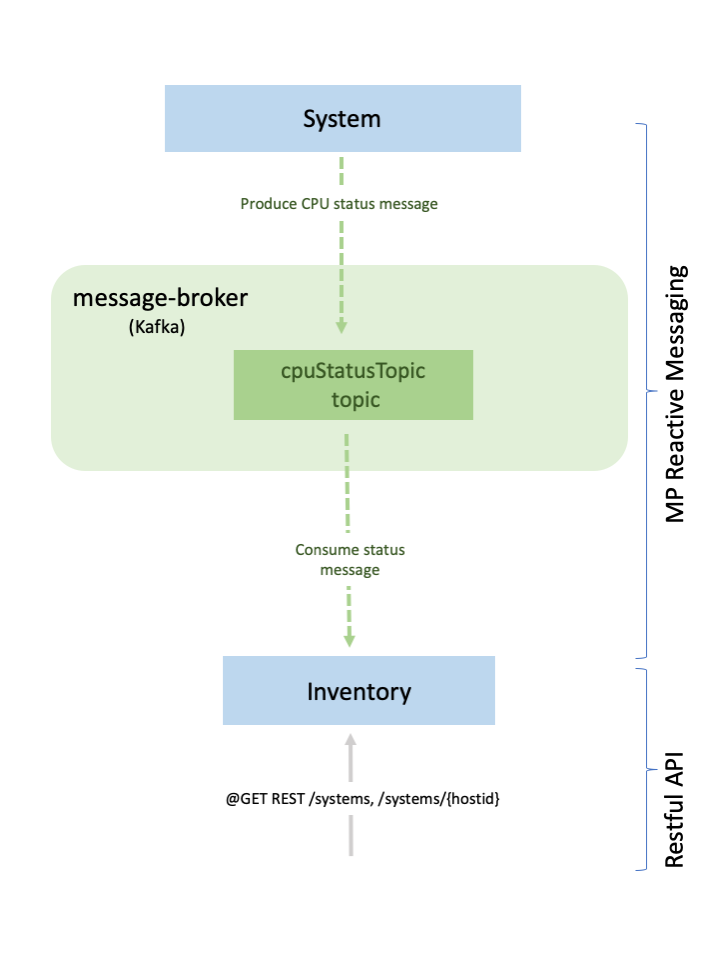 System
Produce CPU status message
message-broker
(Kafka)
cpuStatusTopic
topic
Consume status
message
Inventory
@GET REST /systems, /systems/{hostid}
MP Reactive Messaging
Restful API